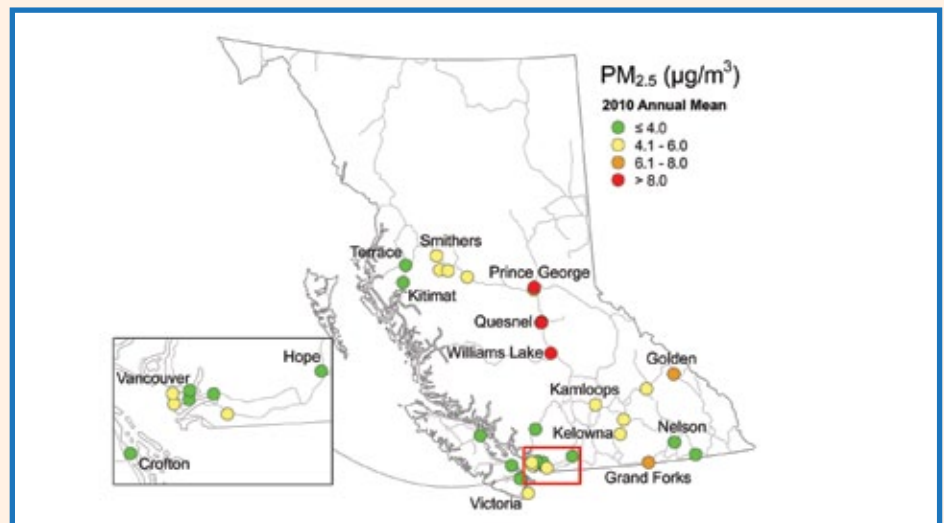 PM2.5 (µg/m³)
2010 Annual Mean
≤ 4.0
4.1 - 6.0
6.1 - 8.0
> 8.0
Smithers
Terrace
Prince George
Kitimat
Quesnel
Williams Lake
Hope
Golden
Vancouver
Kamloops
Kelowna
Nelson
Crofton
Grand Forks
Victoria